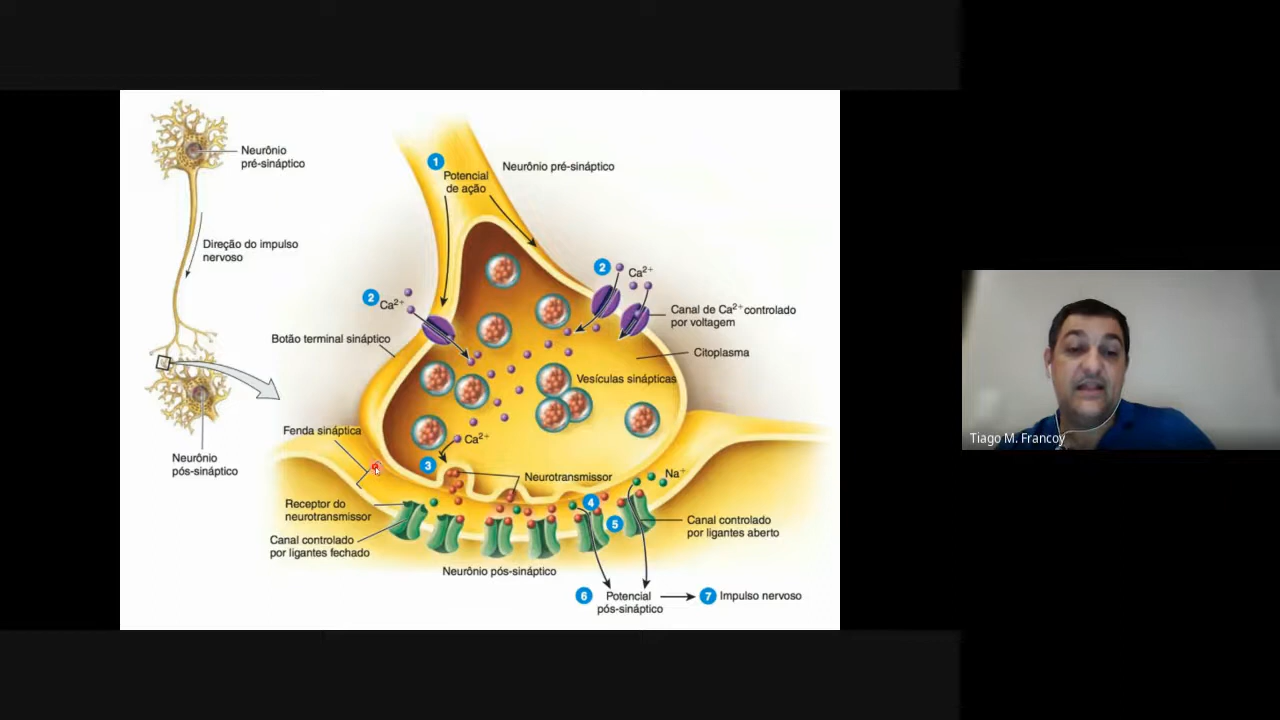 Neurônio
pré-sináptico
Direção do impulso
nervoso
Neurônio
pós-sináptico
1
Potencial
de ação
Neurônio pré-sináptico
2
Ca2+
2
Ca2+
Canal de Ca2+ controlado
por voltagem
Botão terminal sináptico
Citoplasma
Vesículas sinápticas
Fenda sináptica
Ca2+
3
Neurotransmissor
Na+
Receptor do
neurotransmissor
4
5
Canal controlado
por ligantes aberto
Canal controlado
por ligantes fechado
Neurônio pós-sináptico
6
Potencial
pós-sináptico
7 Impulso nervoso
Tiago M. Francoy